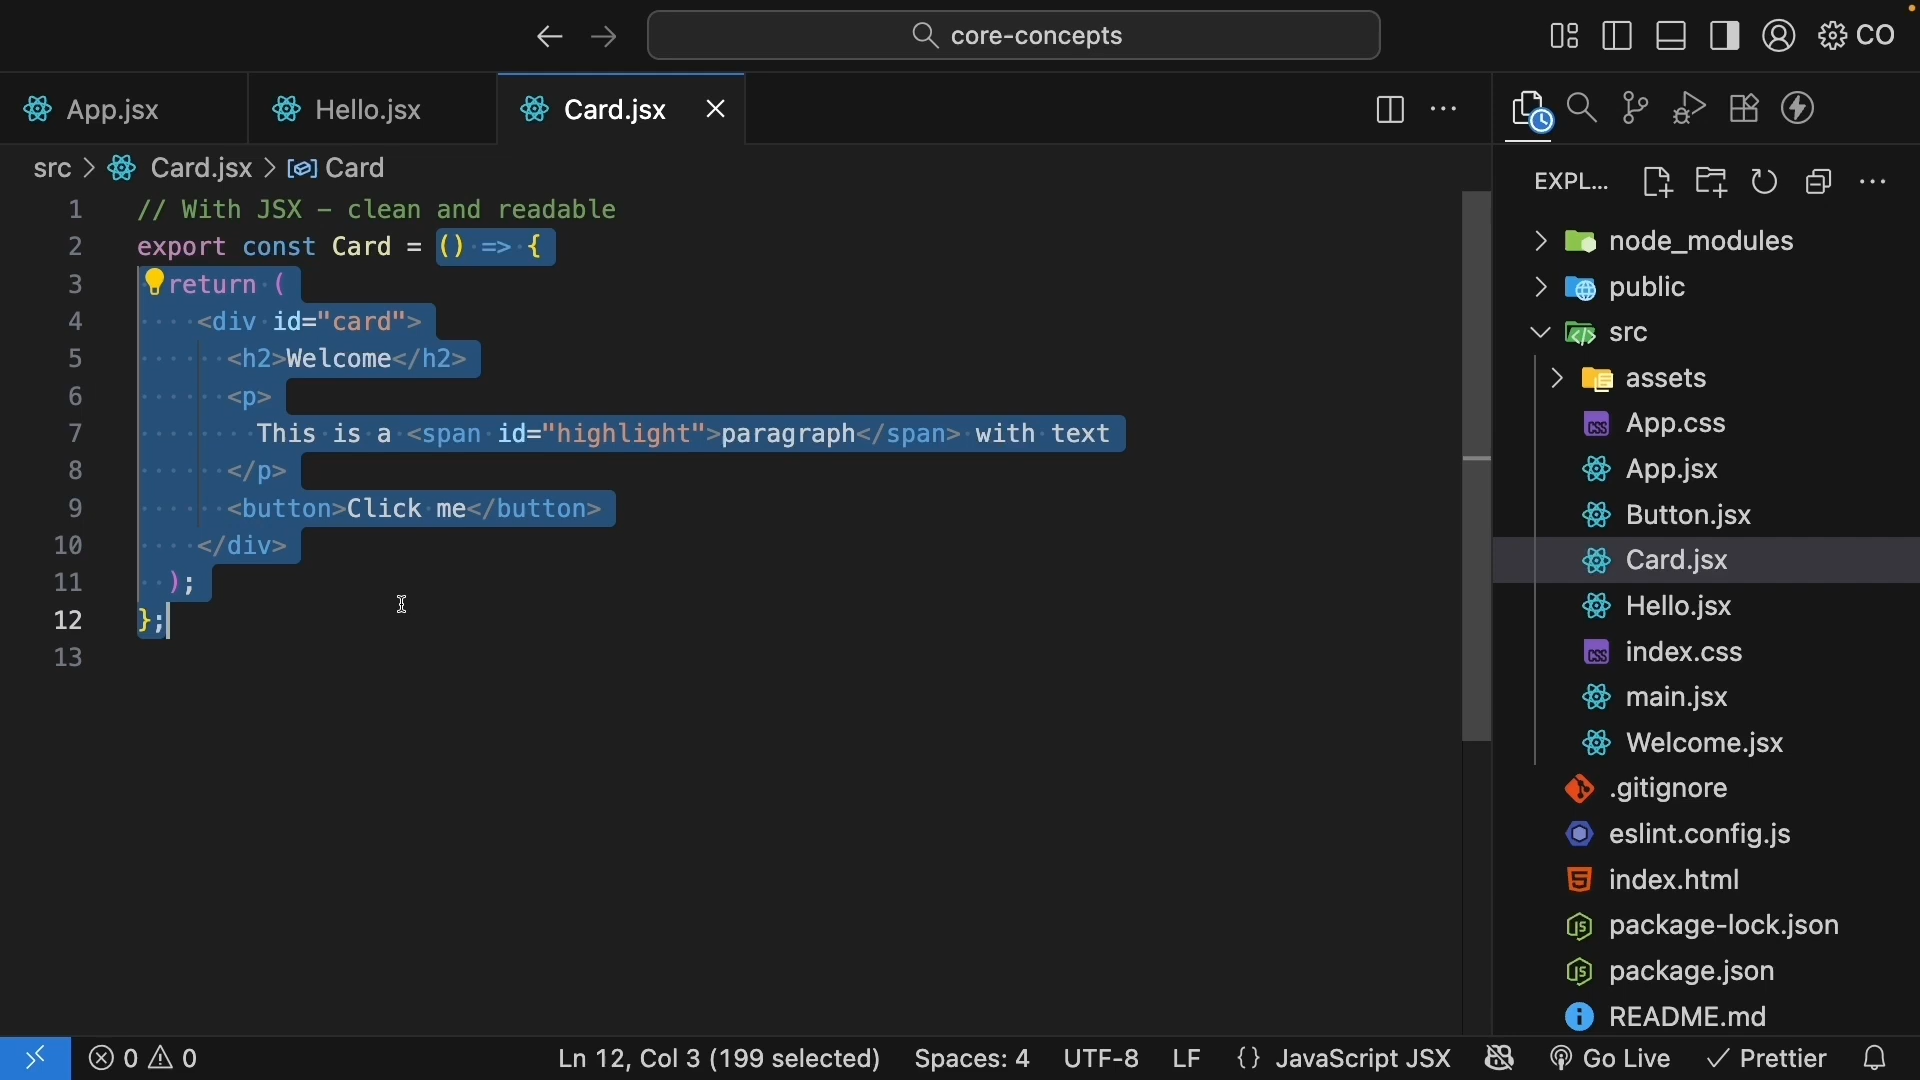 core-concepts
CO
App.jsx
Hello.jsx
Card.jsx
src > Card.jsx > Card
EXPL...
1 // With JSX – clean and readable
2 export const Card = () => {
3 return (
4 <div id="card">
5 <h2>Welcome</h2>
6 <p>
7 This is a <span id="highlight">paragraph</span> with text
8 </p>
9 <button>Click me</button>
10 </div>
11 );
12 };
13
node_modules
public
src
assets
App.css
App.jsx
Button.jsx
Card.jsx
Hello.jsx
index.css
main.jsx
Welcome.jsx
.gitignore
eslint.config.js
index.html
package-lock.json
package.json
README.md
0 0 Ln 12, Col 3 (199 selected) Spaces: 4 UTF-8 LF {} JavaScript JSX Go Live Prettier